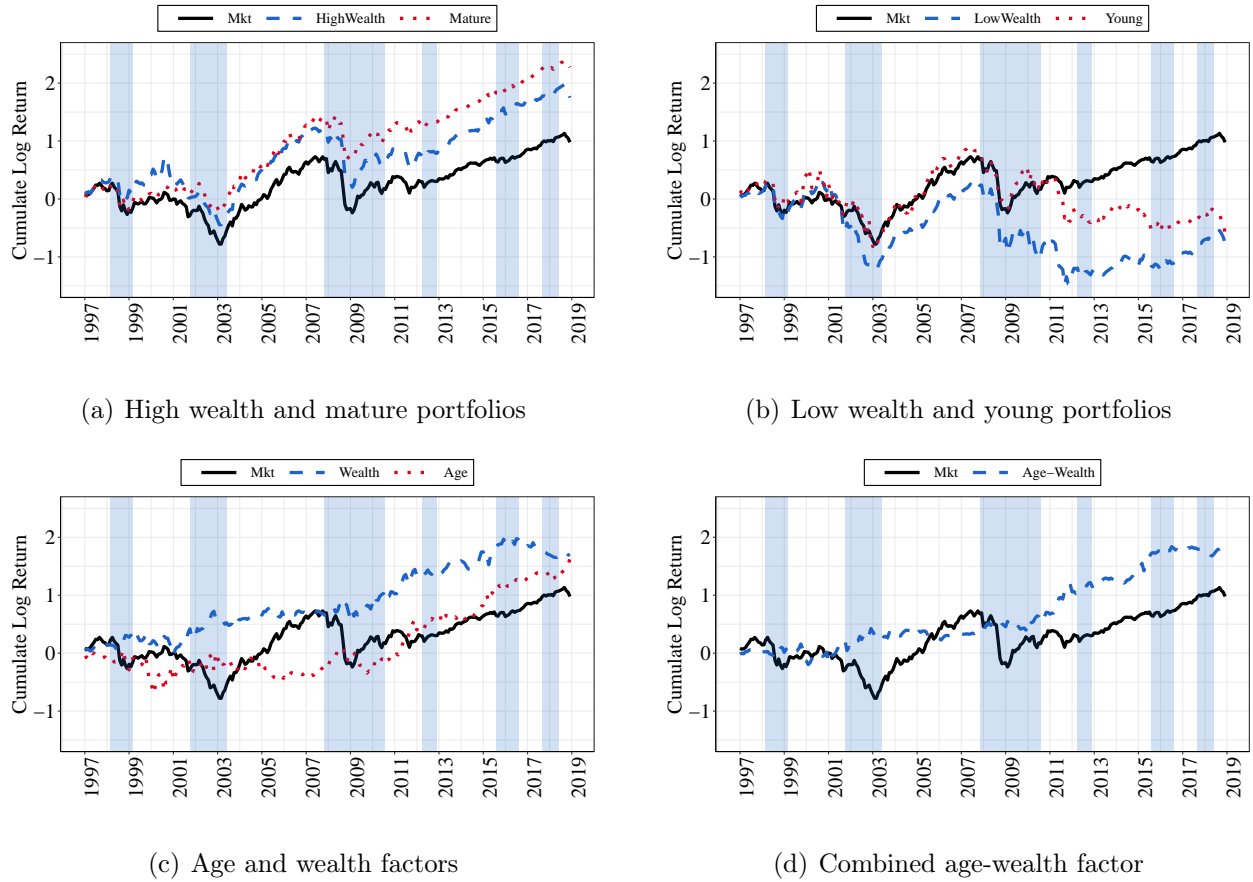 Mkt HighWealth Mature
Cumulate Log Return
2
1
0
−1
1997 1999 2001 2003 2005 2007 2009 2011 2013 2015 2017 2019
(a) High wealth and mature portfolios
Mkt LowWealth Young
Cumulate Log Return
2
1
0
−1
1997 1999 2001 2003 2005 2007 2009 2011 2013 2015 2017 2019
(b) Low wealth and young portfolios
Mkt Wealth Age
Cumulate Log Return
2
1
0
−1
1997 1999 2001 2003 2005 2007 2009 2011 2013 2015 2017 2019
(c) Age and wealth factors
Mkt Age−Wealth
Cumulate Log Return
2
1
0
−1
1997 1999 2001 2003 2005 2007 2009 2011 2013 2015 2017 2019
(d) Combined age-wealth factor